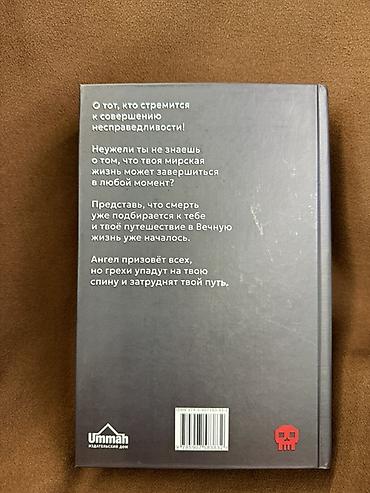 О тот, кто стремится
к совершению
несправедливости!
Неужели ты не знаешь
о том, что твоя мирская
жизнь может завершиться
в любой момент?
Представь, что смерть
уже подбирается к тебе
и твоё путешествие в Вечную
жизнь уже началось.
Ангел призовёт всех,
но грехи упадут на твою
спину и затруднят твой путь.
Ummah
ИЗДАТЕЛЬСКИЙ ДОМ